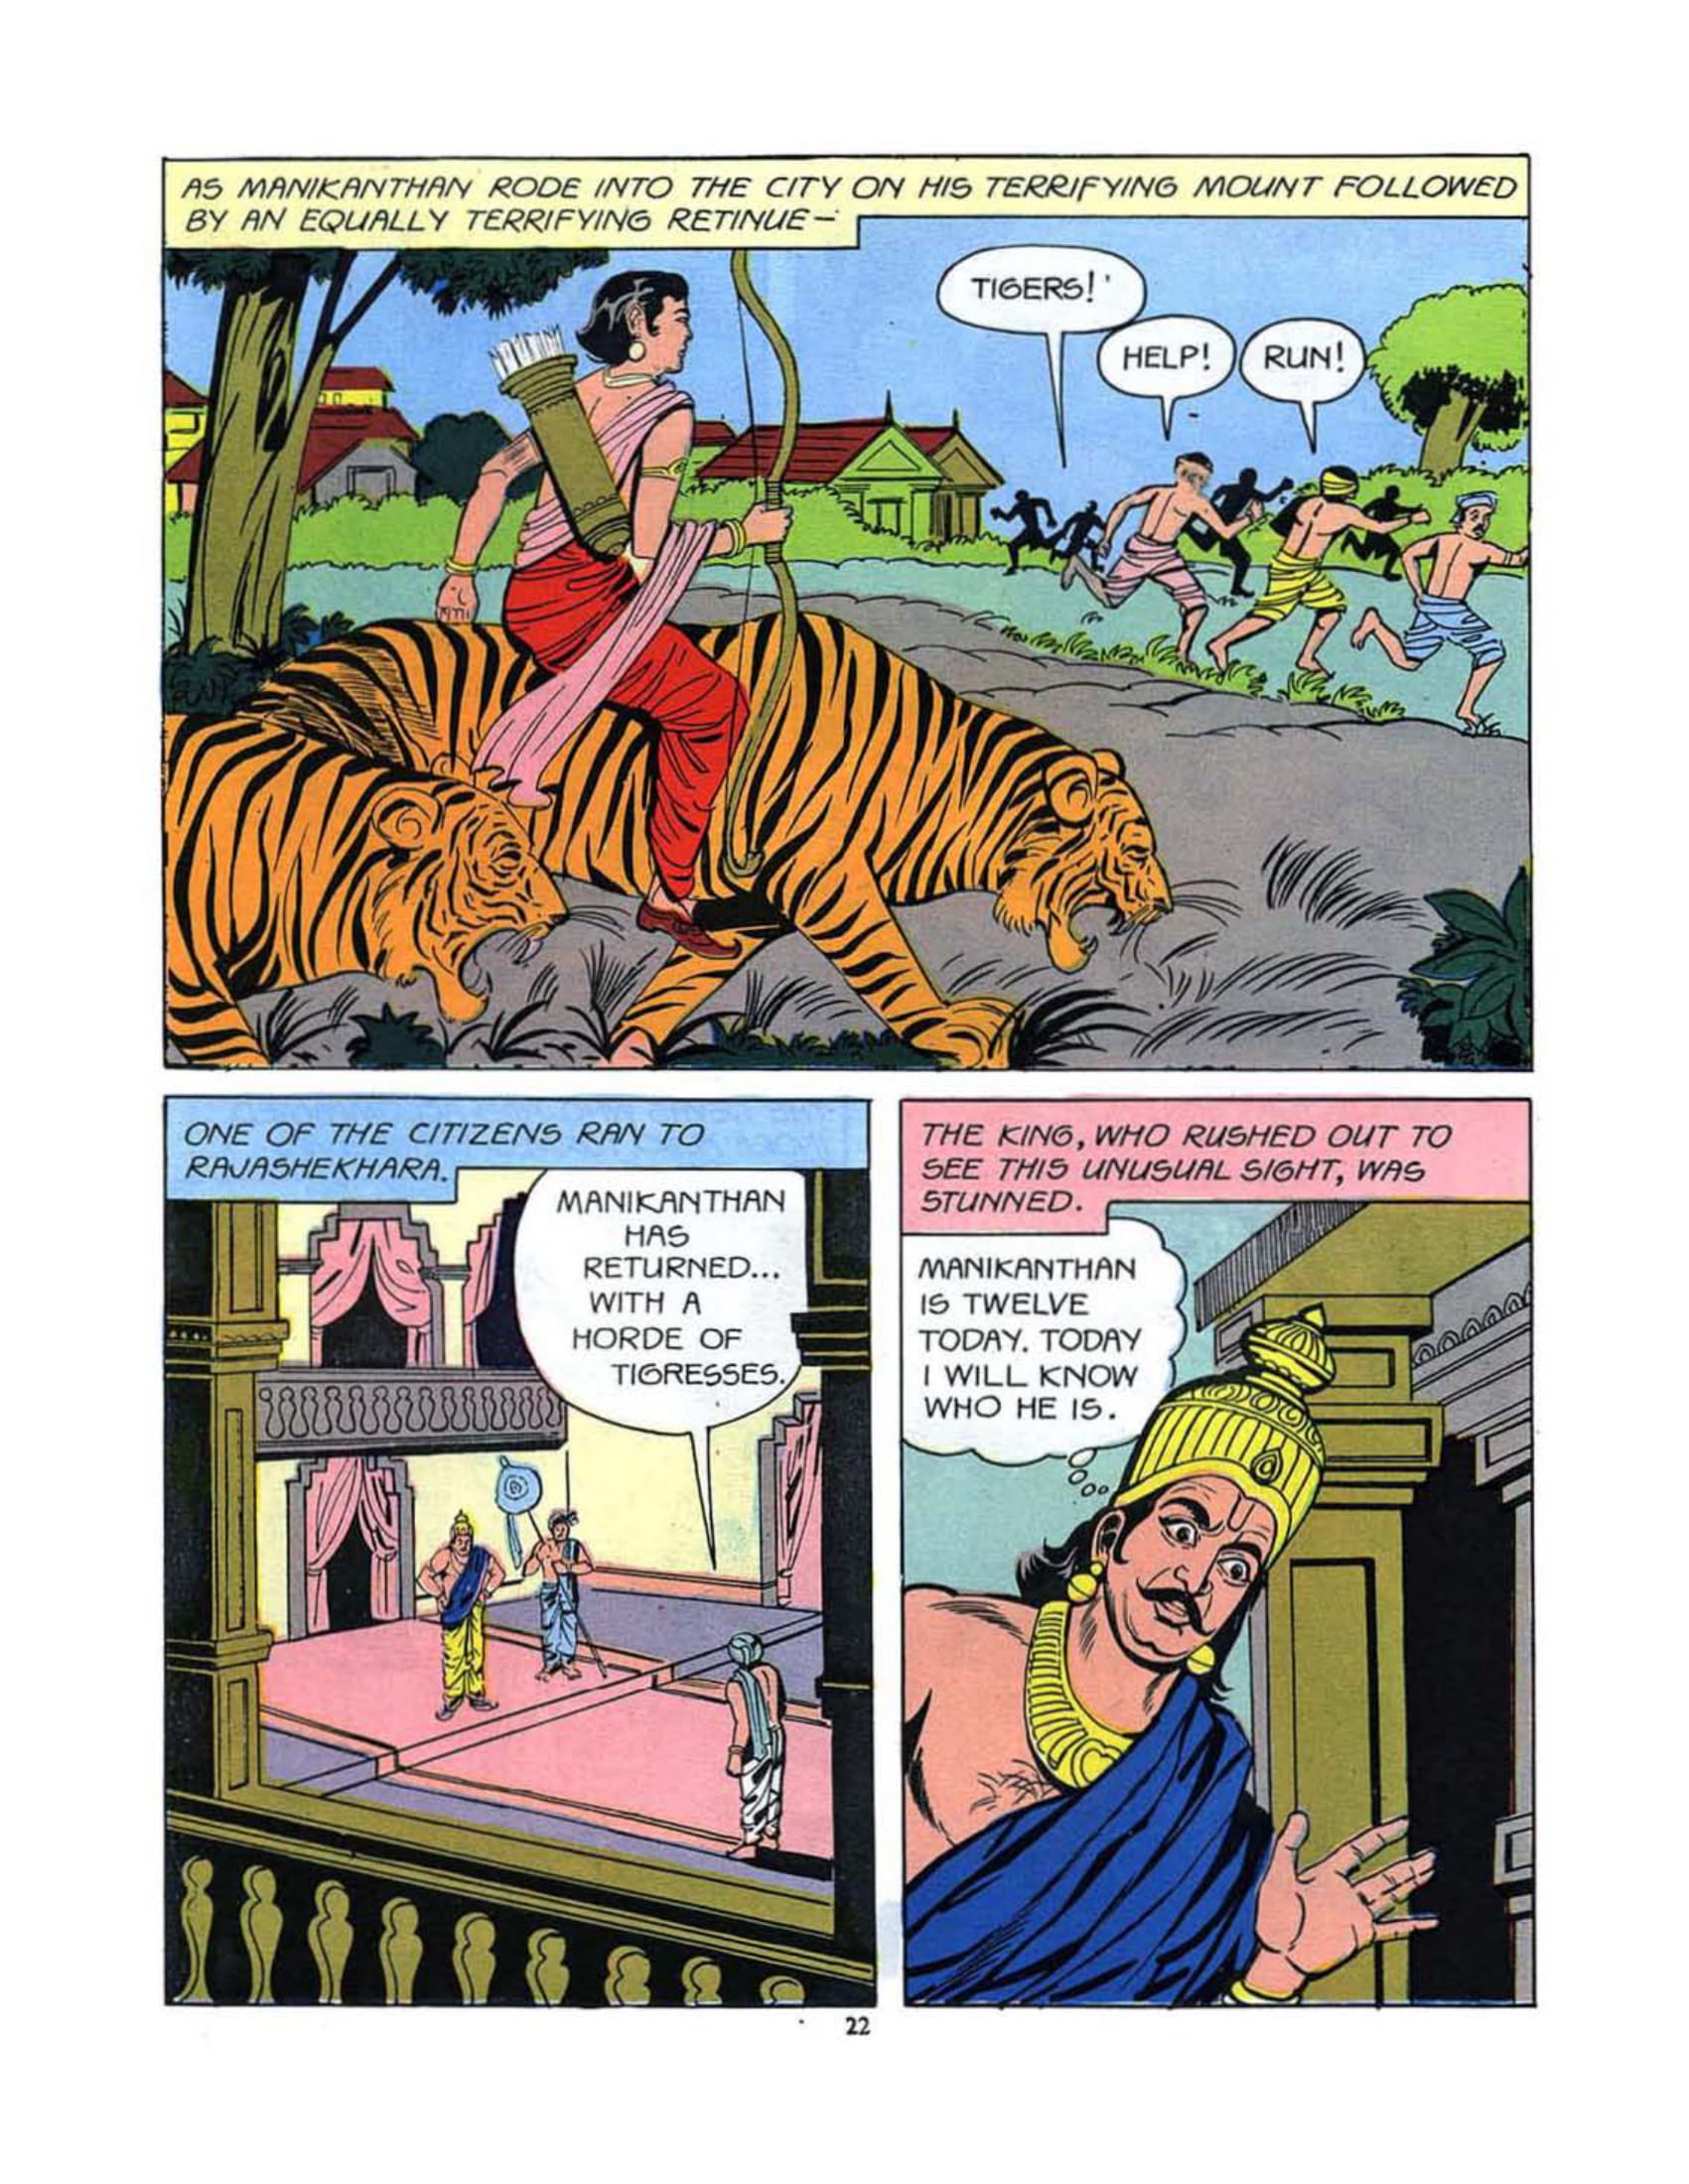 AS MANIKANTHAN RODE INTO THE CITY ON HIS TERRIFYING MOUNT FOLLOWED
BY AN EQUALLY TERRIFYING RETINUE—
TIGERS!
HELP!
RUN!
ONE OF THE CITIZENS RAN TO
RAJASHEKHARA.
MANIKANTHAN
HAS
RETURNED...
WITH A
HORDE OF
TIGRESSES.
THE KING, WHO RUSHED OUT TO
SEE THIS UNUSUAL SIGHT, WAS
STUNNED.
MANIKANTHAN
IS TWELVE
TODAY. TODAY
I WILL KNOW
WHO HE IS.
22